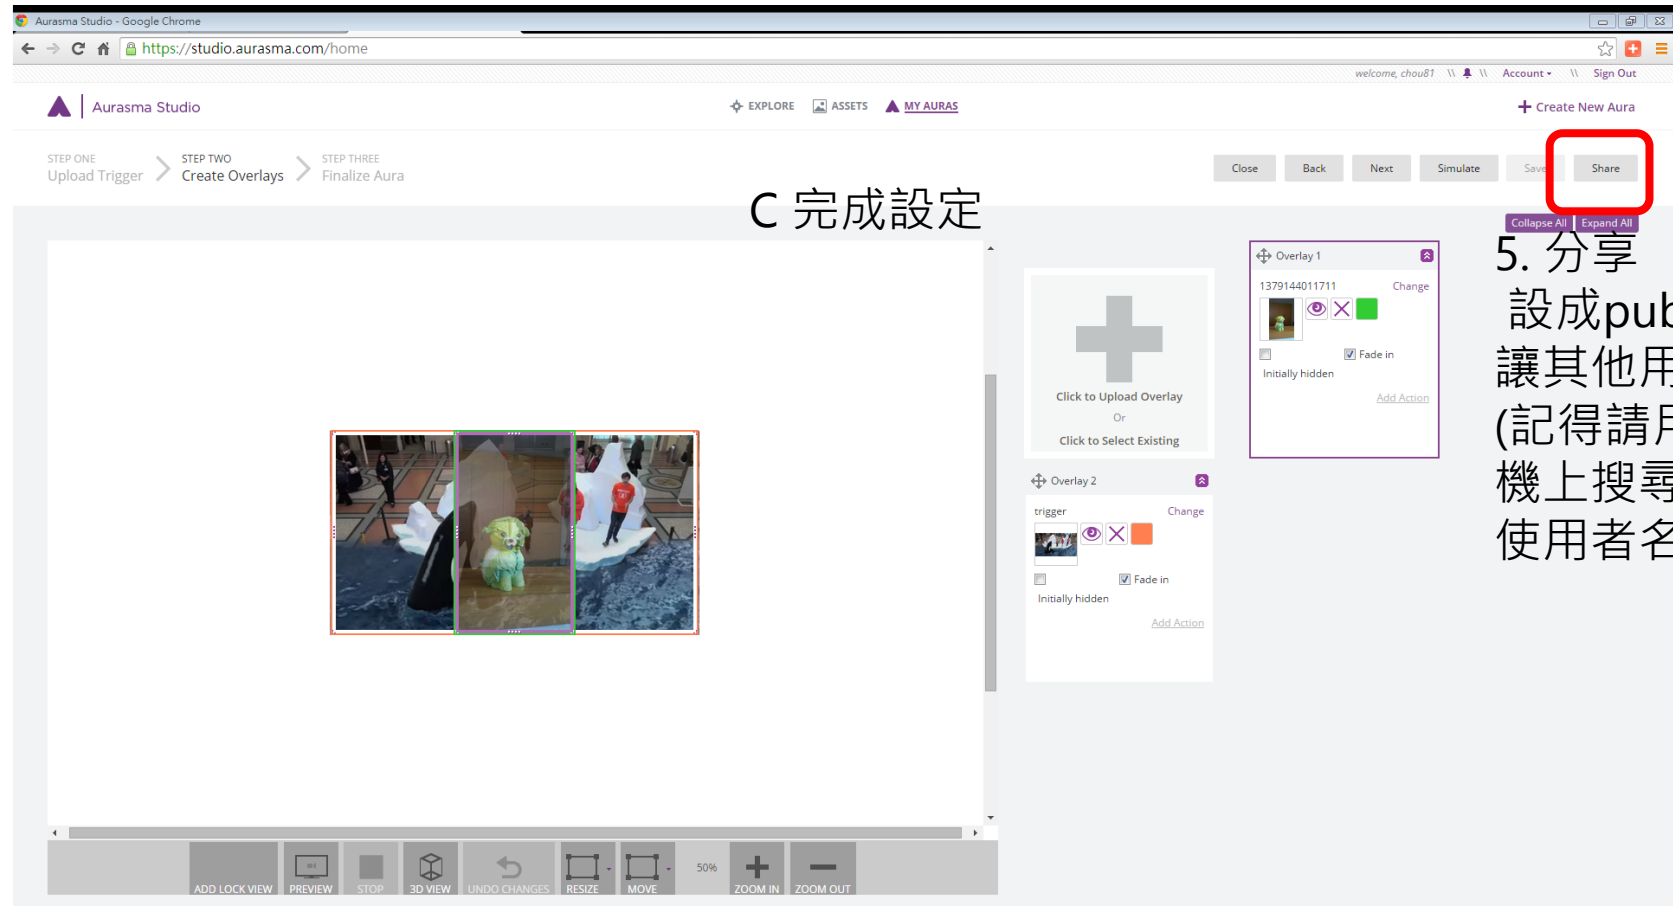 Aurasma Studio - Google Chrome
https://studio.aurasma.com/home
welcome, chou81 \\ \\ Account \\ Sign Out
Aurasma Studio
EXPLORE ASSETS MY AURAS
+ Create New Aura
STEP ONE
Upload Trigger
STEP TWO
Create Overlays
STEP THREE
Finalize Aura
Close Back Next Simulate Save Share
C 完成設定
Collapse All Expand All
5. 分享
設成pub
讓其他用
(記得請用
機上搜尋
使用者名
Click to Upload Overlay
Or
Click to Select Existing
Overlay 1
1379144011711 Change
Fade in
Initially hidden
Add Action
Overlay 2
trigger Change
Fade in
Initially hidden
Add Action
ADD LOCK VIEW PREVIEW STOP 3D VIEW UNDO CHANGES RESIZE MOVE 50% ZOOM IN ZOOM OUT